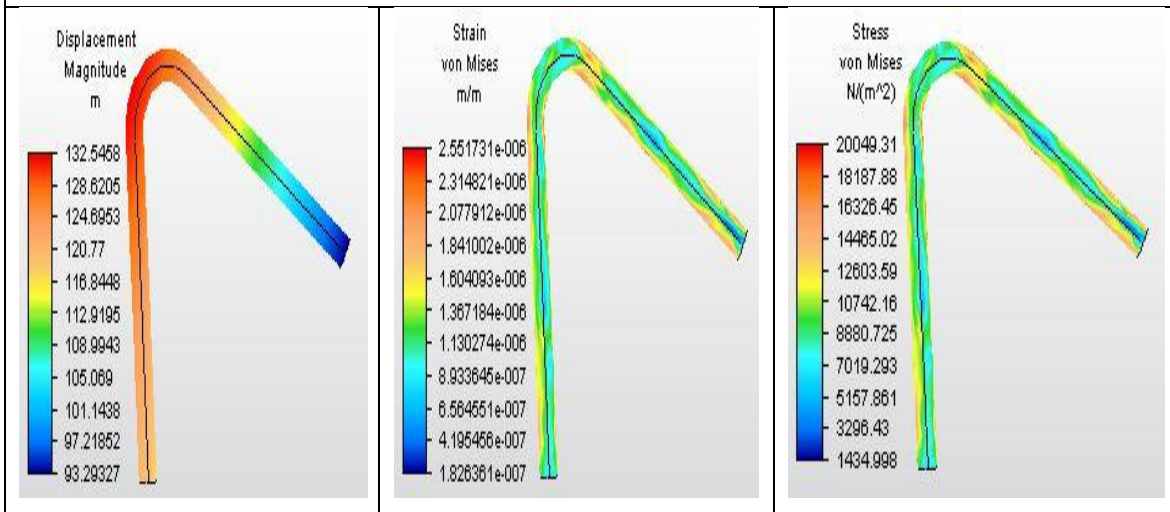 Displacement
Magnitude
m
132.5458
128.6205
124.6953
120.77
116.8448
112.9195
108.9943
105.069
101.1438
97.21852
93.29327
Strain
von Mises
m/m
2.551731e-006
2.314821e-006
2.077912e-006
1.841002e-006
1.604093e-006
1.367184e-006
1.130274e-006
8.933645e-007
6.564551e-007
4.195456e-007
1.826361e-007
Stress
von Mises
N/(m^2)
20049.31
18187.88
16326.45
14465.02
12603.59
10742.16
8880.725
7019.293
5157.861
3296.43
1434.998